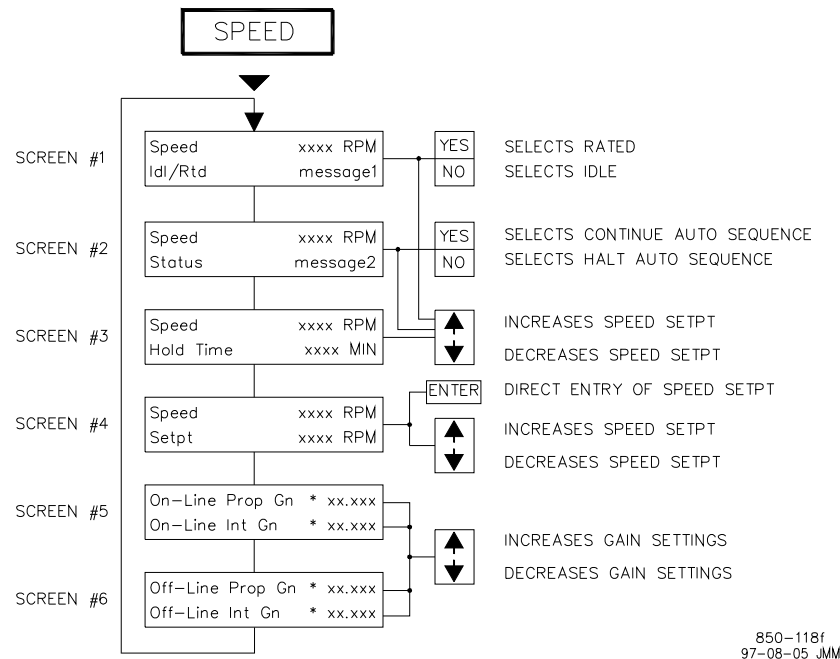 SPEED
SCREEN #1
Speed xxxx RPM
Idl/Rtd message1
YES SELECTS RATED
NO SELECTS IDLE
SCREEN #2
Speed xxxx RPM
Status message2
YES SELECTS CONTINUE AUTO SEQUENCE
NO SELECTS HALT AUTO SEQUENCE
SCREEN #3
Speed xxxx RPM
Hold Time xxxx MIN
INCREASES SPEED SETPT
DECREASES SPEED SETPT
SCREEN #4
Speed xxxx RPM
Setpt xxxx RPM
ENTER DIRECT ENTRY OF SPEED SETPT
INCREASES SPEED SETPT
DECREASES SPEED SETPT
SCREEN #5
On-Line Prop Gn * xx.xxx
On-Line Int Gn * xx.xxx
INCREASES GAIN SETTINGS
DECREASES GAIN SETTINGS
SCREEN #6
Off-Line Prop Gn * xx.xxx
Off-Line Int Gn * xx.xxx
850-118f
97-08-05 JMM